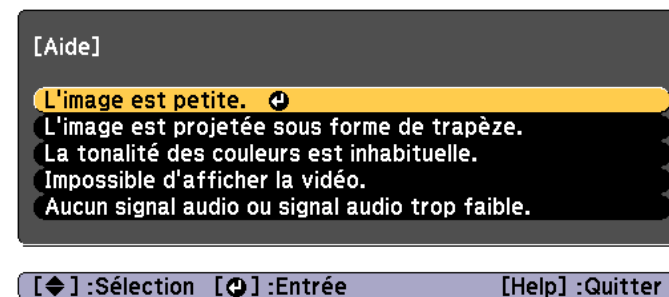 [Aide]
L'image est petite.
L'image est projetée sous forme de trapèze.
La tonalité des couleurs est inhabituelle.
Impossible d'afficher la vidéo.
Aucun signal audio ou signal audio trop faible.
[◆] :Sélection [↵] :Entrée [Help] :Quitter